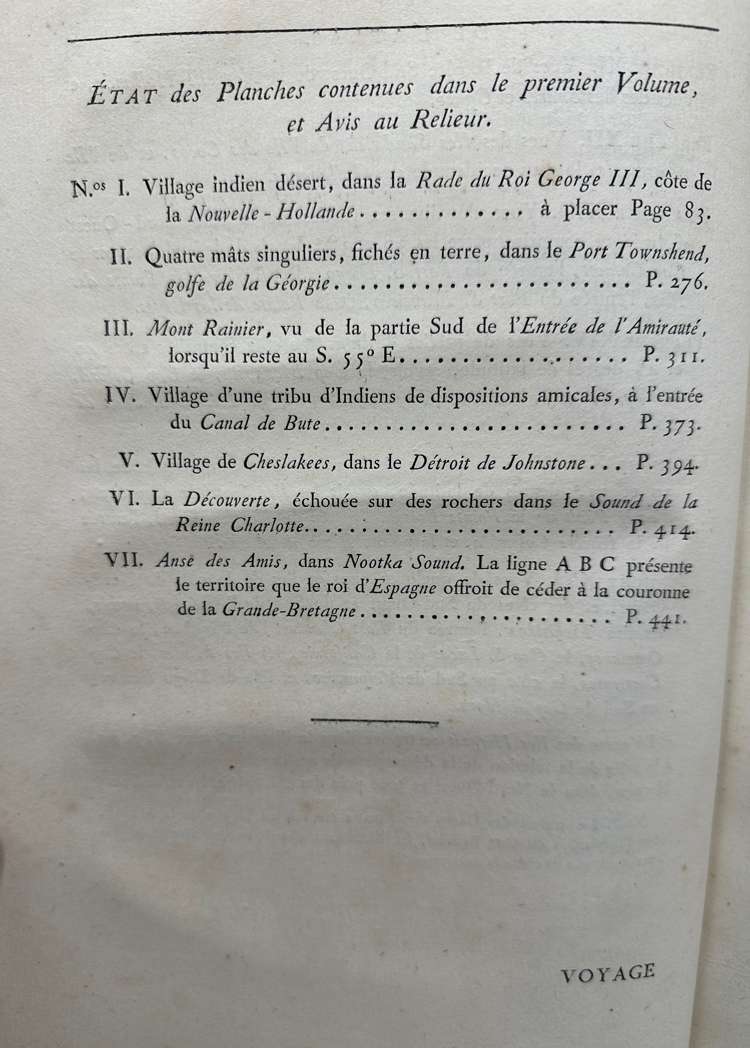 ÉTAT des Planches contenues dans le premier Volume,
et Avis au Relieur.
N.os I. Village indien désert, dans la Rade du Roi George III, côte de
la Nouvelle-Hollande............. à placer Page 83.
II. Quatre mâts singuliers, fichés en terre, dans le Port Townshend,
golfe de la Géorgie........................ P. 276.
III. Mont Rainier, vu de la partie Sud de l'Entrée de l'Amirauté,
lorsqu'il reste au S. 55° E................... P. 311.
IV. Village d'une tribu d'Indiens de dispositions amicales, à l'entrée
du Canal de Bute........................ P. 373.
V. Village de Cheslakees, dans le Détroit de Johnstone... P. 394.
VI. La Découverte, échouée sur des rochers dans le Sound de la
Reine Charlotte......................... P. 414.
VII. Anse des Amis, dans Nootka Sound. La ligne A B C présente
le territoire que le roi d'Espagne offroit de céder à la couronne
de la Grande-Bretagne..................... P. 441.
VOYAGE